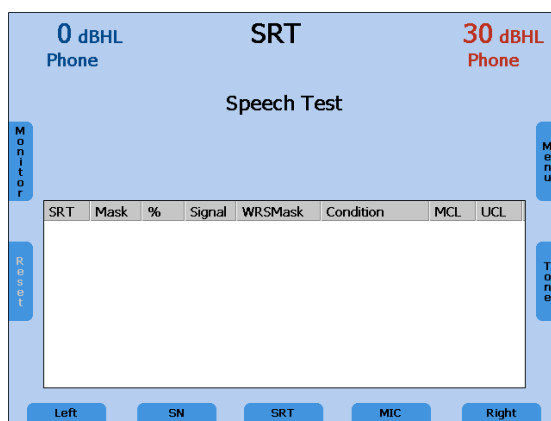 0 dBHL
Phone
SRT
30 dBHL
Phone
Speech Test
Monitor
Menu
SRT Mask % Signal WRSMask Condition MCL UCL
Reset
Tone
Left SN SRT MIC Right